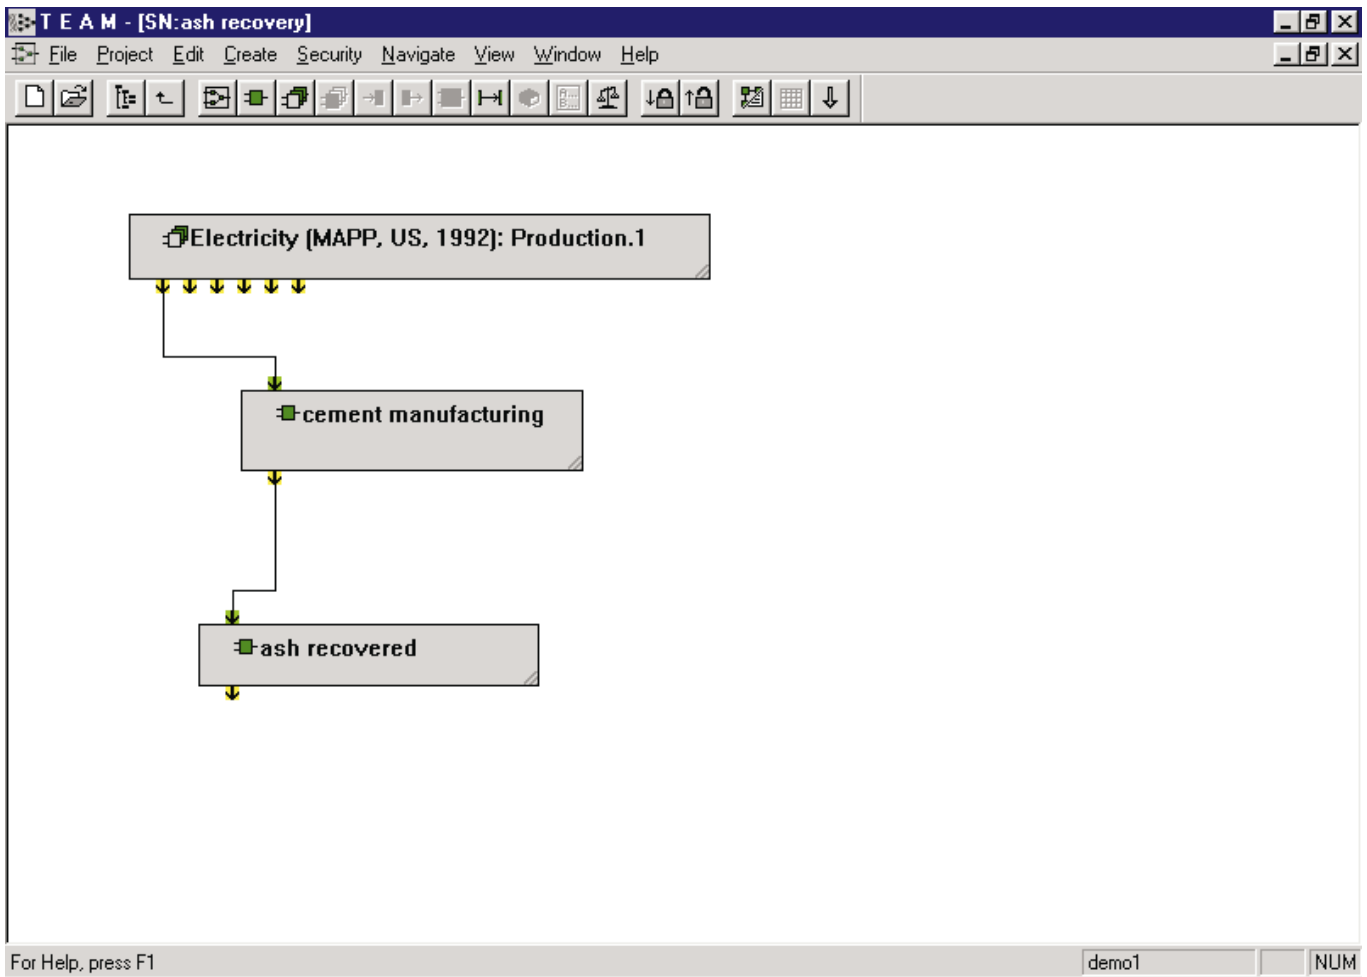 T E A M - [SN:ash recovery]
File Project Edit Create Security Navigate View Window Help
Electricity (MAPP, US, 1992): Production.1
cement manufacturing
ash recovered
For Help, press F1 demo1 NUM